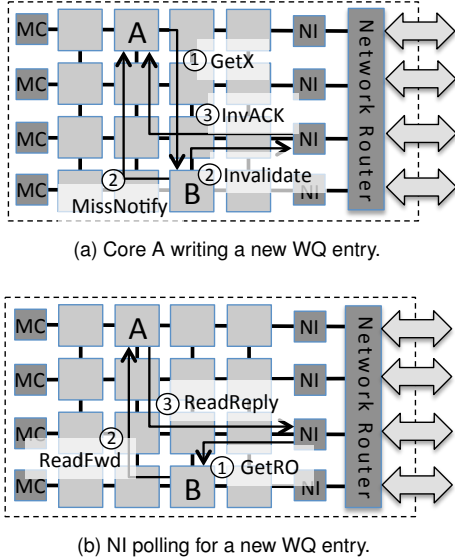 MC
A
NI
① GetX
MC
NI
③ InvACK
MC
NI
② ② Invalidate
MC
B
NI
MissNotify
Network Router
(a) Core A writing a new WQ entry.
MC
A
NI
MC
NI
③ ReadReply
MC
NI
②
ReadFwd
① GetRO
MC
B
NI
Network Router
(b) NI polling for a new WQ entry.